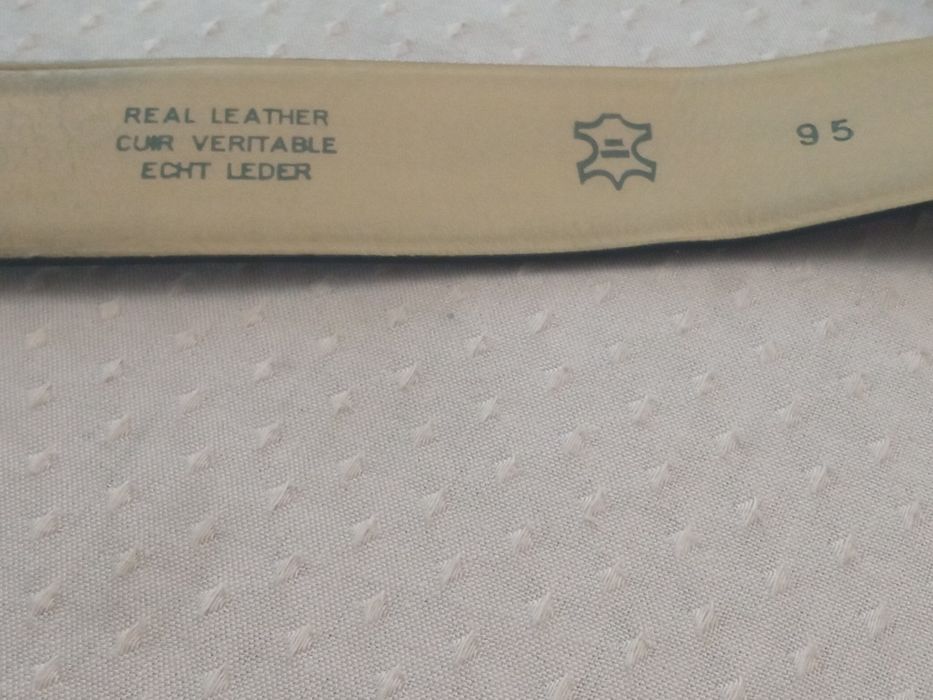 REAL LEATHER
CUIR VERITABLE
ECHT LEDER
95